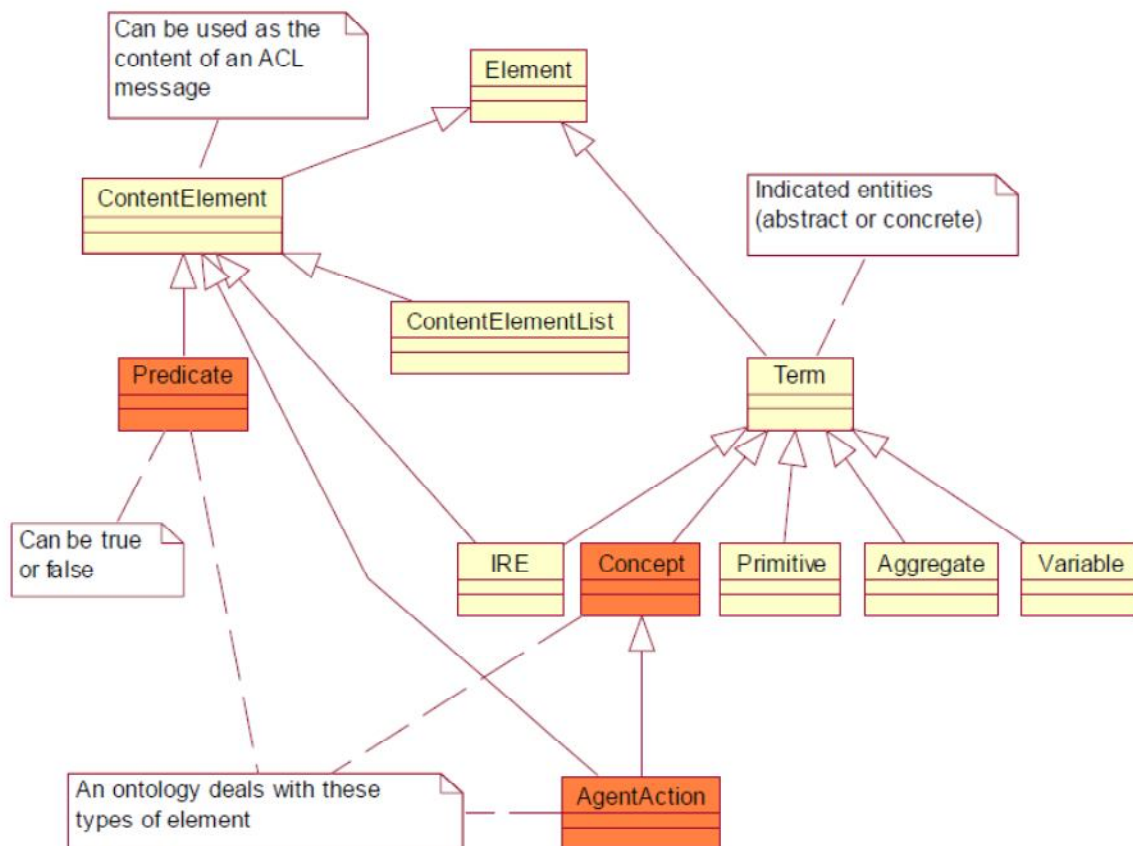 Can be used as the
content of an ACL
message
Element
ContentElement
Indicated entities
(abstract or concrete)
ContentElementList
Predicate
Term
Can be true
or false
IRE
Concept
Primitive
Aggregate
Variable
An ontology deals with these
types of element
AgentAction